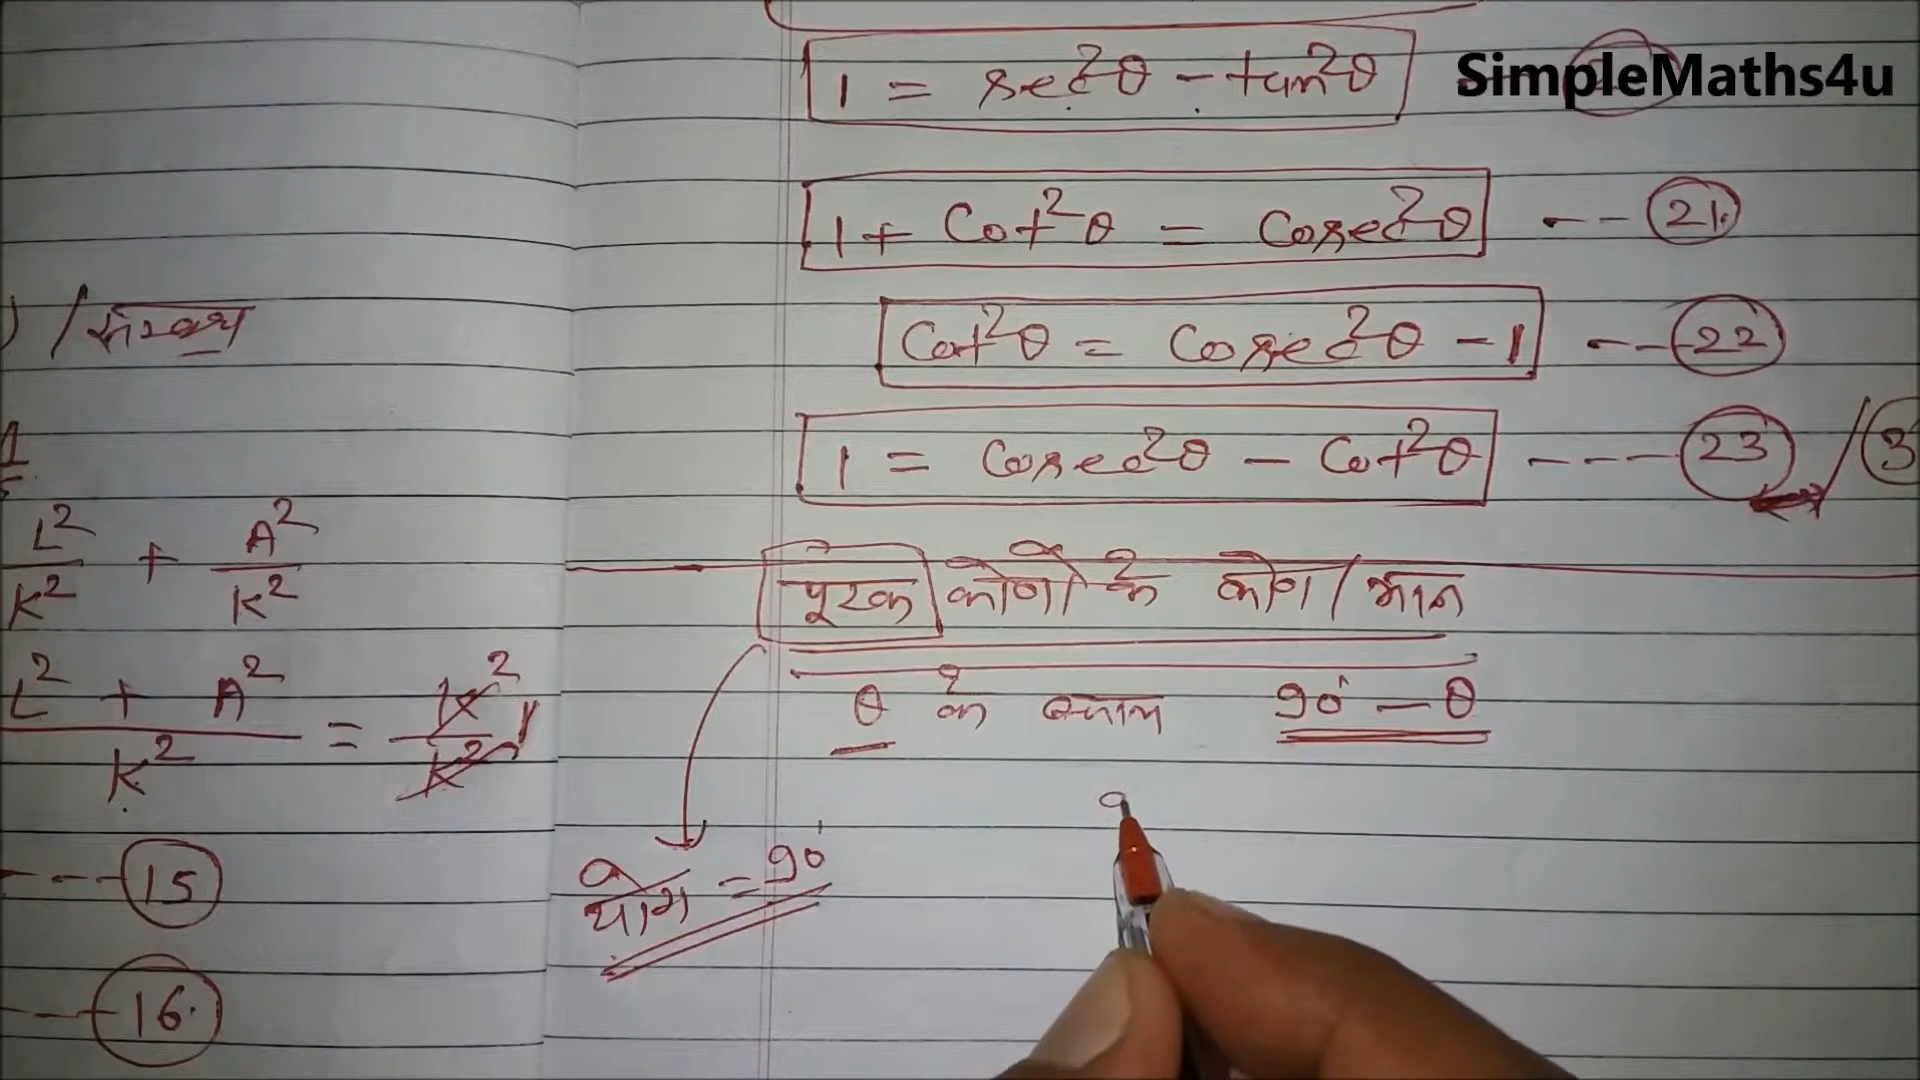 1 = sec²θ - tan²θ
SimpleMaths4u
1 + Cot²θ = Cosec²θ --- 21.
Cot²θ = Cosec²θ - 1 --- 22
1 = Cosec²θ - Cot²θ ---- 23 / 3
L²/K² + A²/K²
L² + A² / K² = K²/K² 1
--- 15
--- 16.
पूरक कोणों के कोण / मान
θ के स्थान 90° - θ
योग = 90°